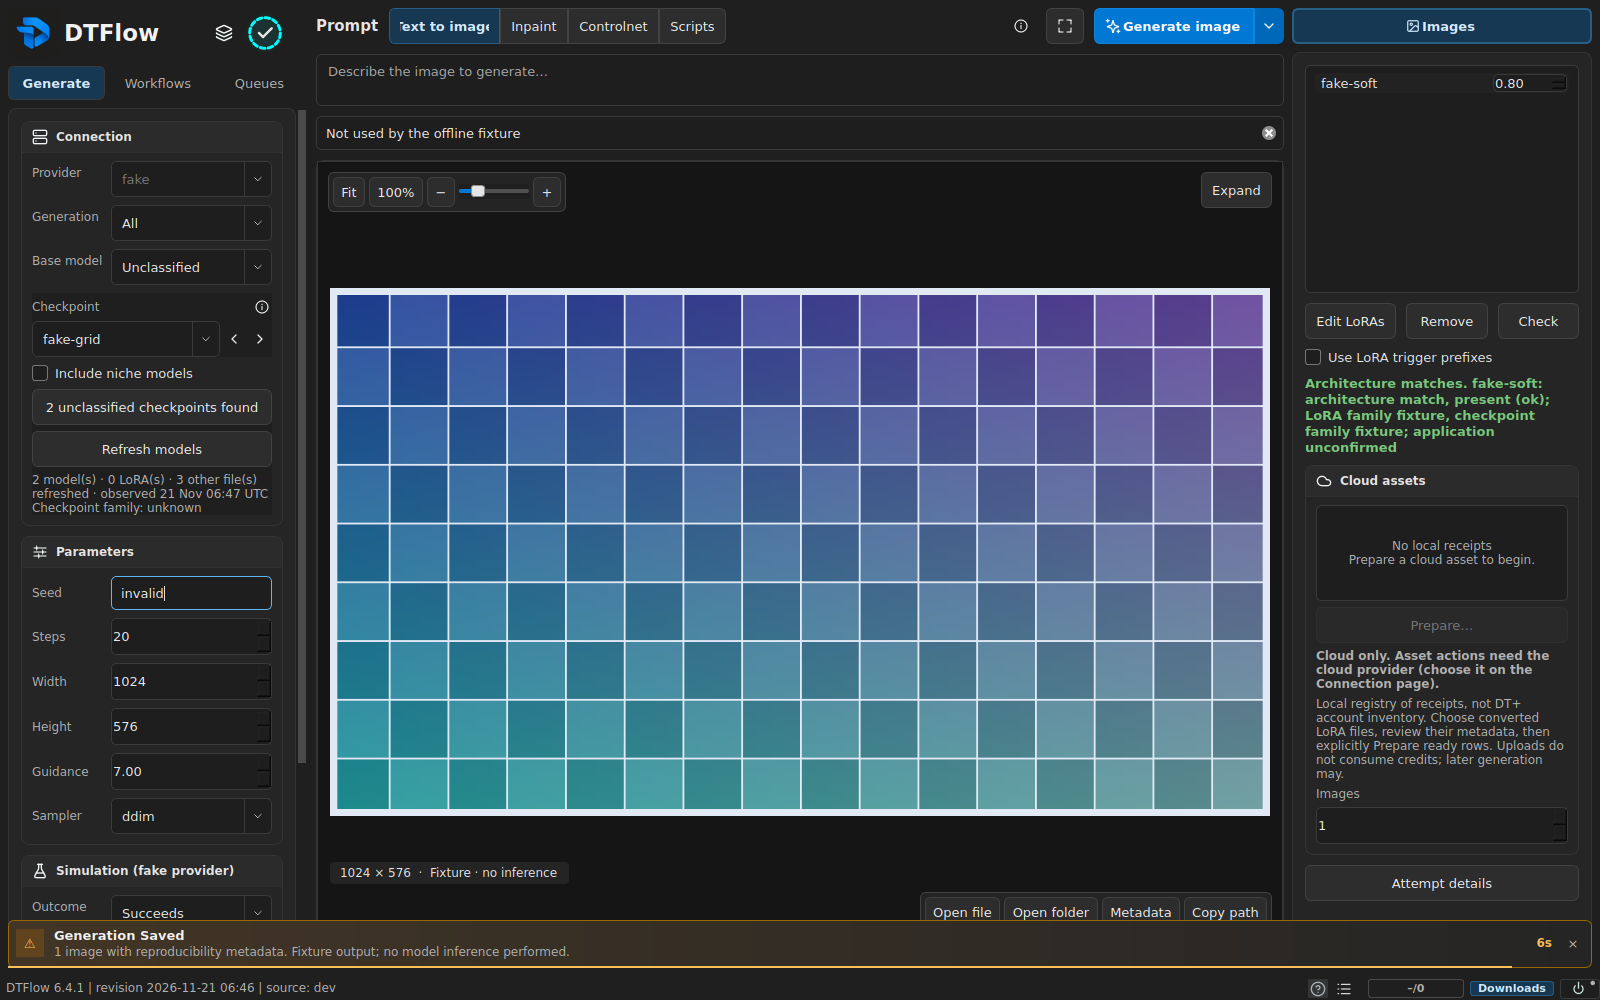 DTFlow
Generate
Workflows
Queues
Connection
Provider
fake
Generation
All
Base model
Unclassified
Checkpoint
fake-grid
Include niche models
2 unclassified checkpoints found
Refresh models
2 model(s) · 0 LoRA(s) · 3 other file(s)
refreshed · observed 21 Nov 06:47 UTC
Checkpoint family: unknown
Parameters
Seed
invalid
Steps
20
Width
1024
Height
576
Guidance
7.00
Sampler
ddim
Simulation (fake provider)
Outcome
Succeeds
Prompt
Text to image
Inpaint
Controlnet
Scripts
Generate image
Describe the image to generate...
Not used by the offline fixture
Fit
100%
−
+
Expand
1024 × 576 · Fixture · no inference
Open file
Open folder
Metadata
Copy path
Images
fake-soft
0.80
Edit LoRAs
Remove
Check
Use LoRA trigger prefixes
Architecture matches. fake-soft:
architecture match, present (ok);
LoRA family fixture, checkpoint
family fixture; application
unconfirmed
Cloud assets
No local receipts
Prepare a cloud asset to begin.
Prepare...
Cloud only. Asset actions need the
cloud provider (choose it on the
Connection page).
Local registry of receipts, not DT+
account inventory. Choose converted
LoRA files, review their metadata, then
explicitly Prepare ready rows. Uploads do
not consume credits; later generation
may.
Images
1
Attempt details
Generation Saved
1 image with reproducibility metadata. Fixture output; no model inference performed.
6s
×
DTFlow 6.4.1 | revision 2026-11-21 06:46 | source: dev
–/0
Downloads